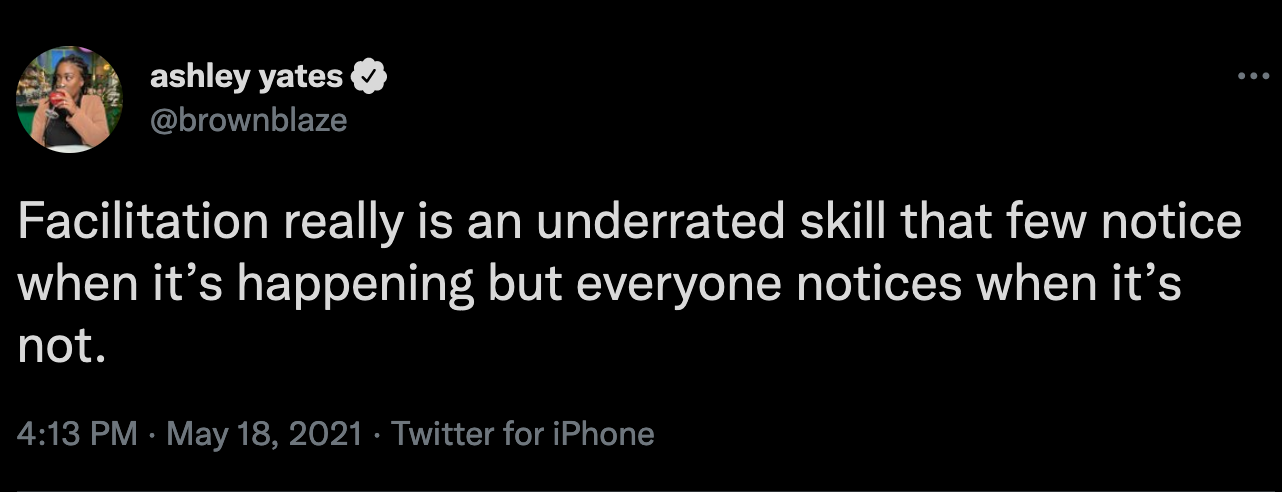 ashley yates
@brownblaze
Facilitation really is an underrated skill that few notice
when it’s happening but everyone notices when it’s
not.
4:13 PM · May 18, 2021 · Twitter for iPhone